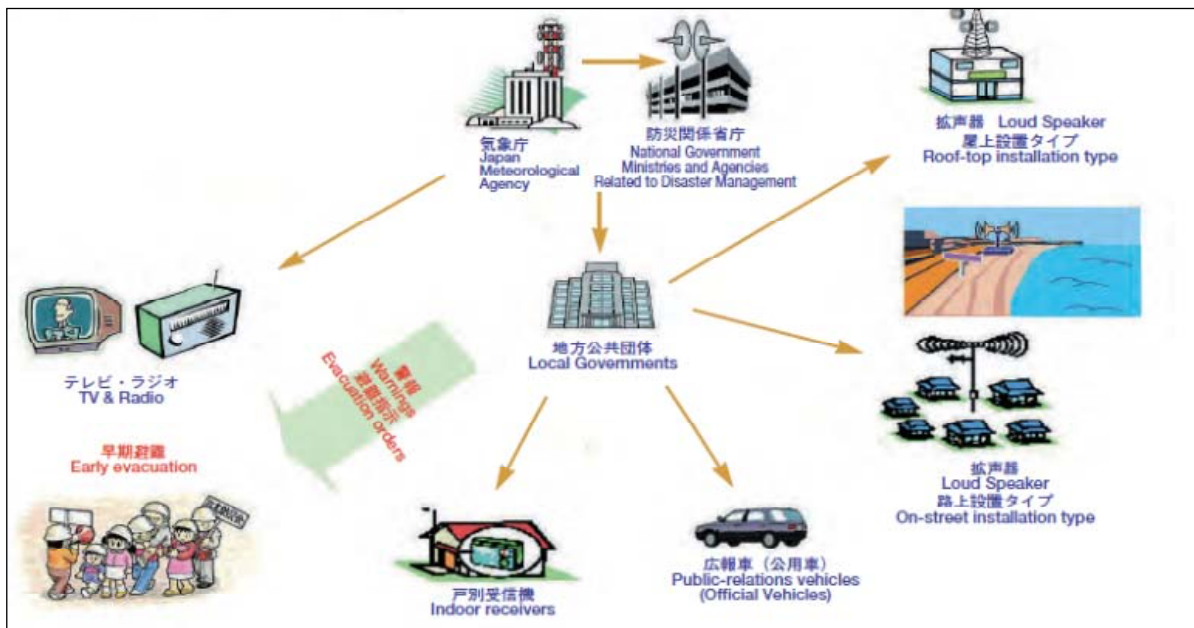 気象庁
Japan
Meteorological
Agency
防災関係省庁
National Government
Ministries and Agencies
Related to Disaster Management
拡声器 Loud Speaker
屋上設置タイプ
Roof-top installation type
テレビ・ラジオ
TV & Radio
地方公共団体
Local Governments
警報
Warnings
避難指示
Evacuation orders
早期避難
Early evacuation
拡声器
Loud Speaker
路上設置タイプ
On-street installation type
戸別受信機
Indoor receivers
広報車（公用車）
Public-relations vehicles
(Official Vehicles)